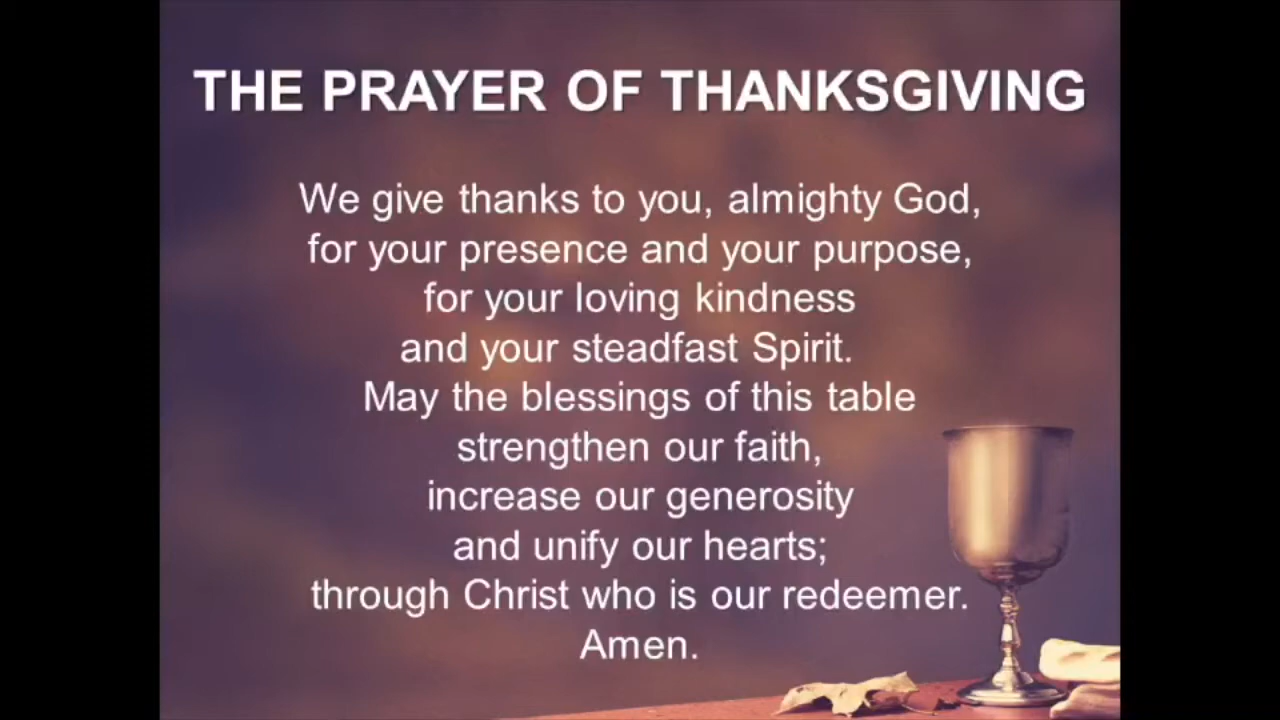 THE PRAYER OF THANKSGIVING
We give thanks to you, almighty God,
for your presence and your purpose,
for your loving kindness
and your steadfast Spirit.
May the blessings of this table
strengthen our faith,
increase our generosity
and unify our hearts;
through Christ who is our redeemer.
Amen.